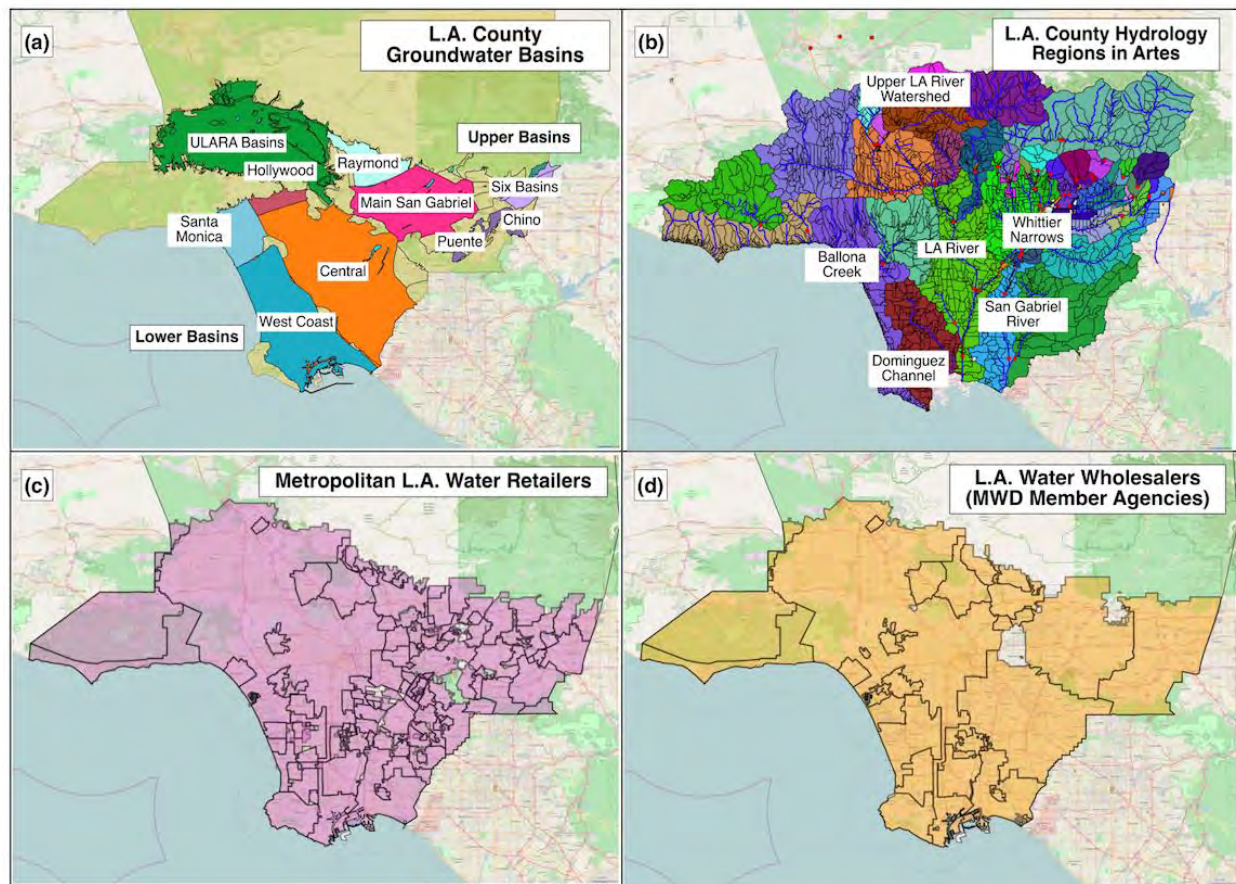 (a)
L.A. County
Groundwater Basins
ULARA Basins
Hollywood
Raymond
Upper Basins
Main San Gabriel
Six Basins
Chino
Puente
Santa
Monica
Central
West Coast
Lower Basins
(b)
L.A. County Hydrology
Regions in Artes
Upper LA River
Watershed
Whittier
Narrows
LA River
Ballona
Creek
San Gabriel
River
Dominguez
Channel
(c)
Metropolitan L.A. Water Retailers
(d)
L.A. Water Wholesalers
(MWD Member Agencies)